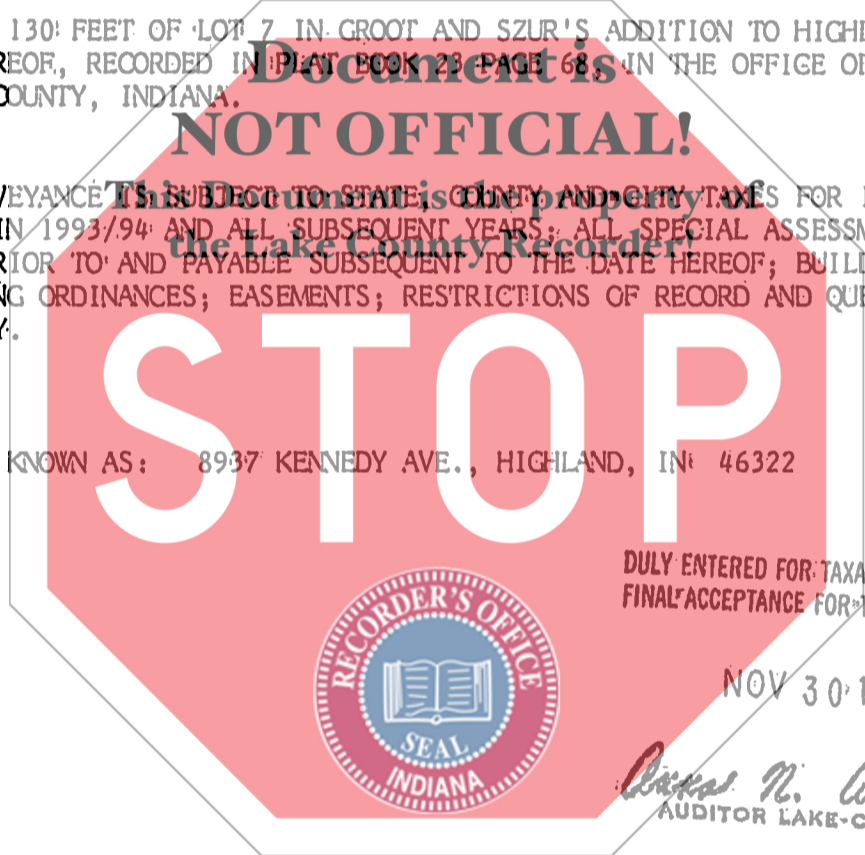 130 FEET OF LOT 7 IN GROOT AND SZUR'S ADDITION TO
Document is
REOF, RECORDED IN PLAT BOOK 23 PAGE 68, IN THE OFFICE
OUNTY, INDIANA.
NOT OFFICIAL!
EYANCE IS SUBJECT TO STATE, COUNTY AND CITY TAXES FOR
This Document is the property of
IN 1993/94 AND ALL SUBSEQUENT YEARS; ALL SPECIAL ASSESSM
the Lake County Recorder!
RIOR TO AND PAYABLE SUBSEQUENT TO THE DATE HEREOF; BUIL
NG ORDINANCES; EASEMENTS; RESTRICTIONS OF RECORD AND
Y.
STOP
KNOWN AS: 8937 KENNEDY AVE., HIGHLAND, IN 46322
DULY ENTERED FOR TAXA
FINAL ACCEPTANCE FOR
RECORDER'S OFFICE
NOV 30
SEAL
INDIANA
N.
AUDITOR LAKE C